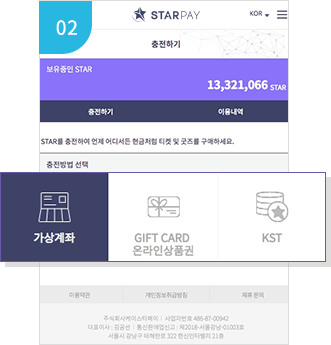 02
STARPAY
KOR
충전하기
보유중인 STAR
13,321,066 STAR
충전하기 이용내역
STAR를 충전하여 언제 어디서든 현금처럼 티켓 및 굿즈를 구매하세요.
충전방법 선택
가상계좌
GIFT CARD
온라인상품권
KST
이용약관 개인정보취급방침 제휴 문의
주식회사케이스타페이 | 사업자번호 486-87-00942
대표이사 : 김공선 | 통신판매업신고 : 제2018-서울강남-01003호
서울시 강남구 테헤란로 322 한신인터밸리 21층